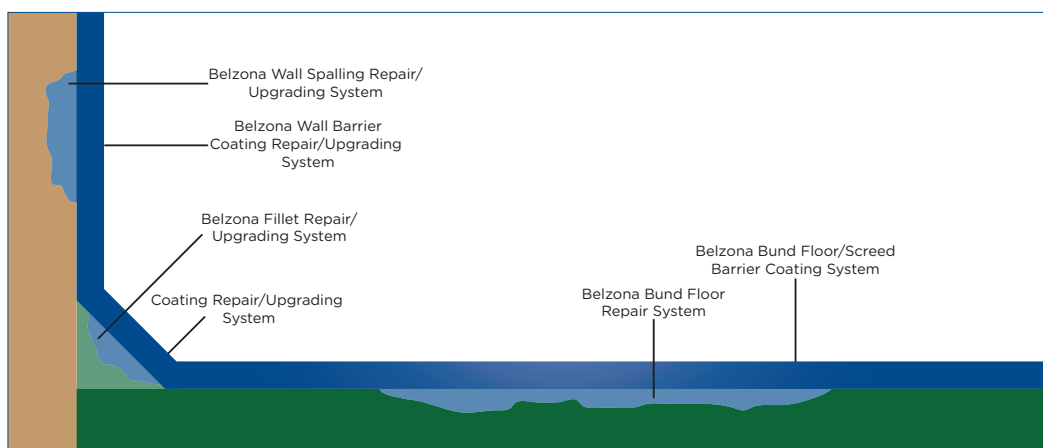 Belzona Wall Spalling Repair/
Upgrading System
Belzona Wall Barrier
Coating Repair/Upgrading
System
Belzona Fillet Repair/
Upgrading System
Coating Repair/Upgrading
System
Belzona Bund Floor/Screed
Barrier Coating System
Belzona Bund Floor
Repair System